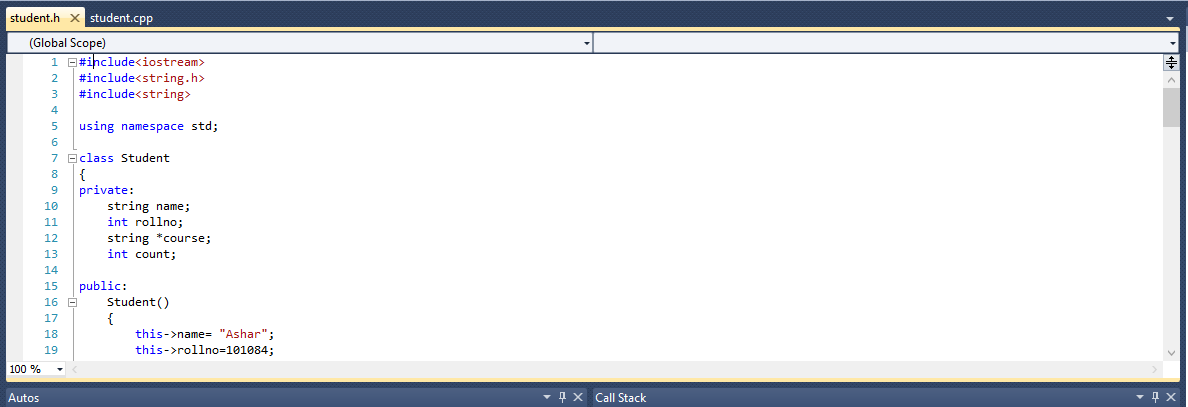 student.h student.cpp
(Global Scope)
1 #include<iostream>
2 #include<string.h>
3 #include<string>
4
5 using namespace std;
6
7 class Student
8 {
9 private:
10 string name;
11 int rollno;
12 string *course;
13 int count;
14
15 public:
16 Student()
17 {
18 this->name= "Ashar";
19 this->rollno=101084;
100 %
Autos Call Stack